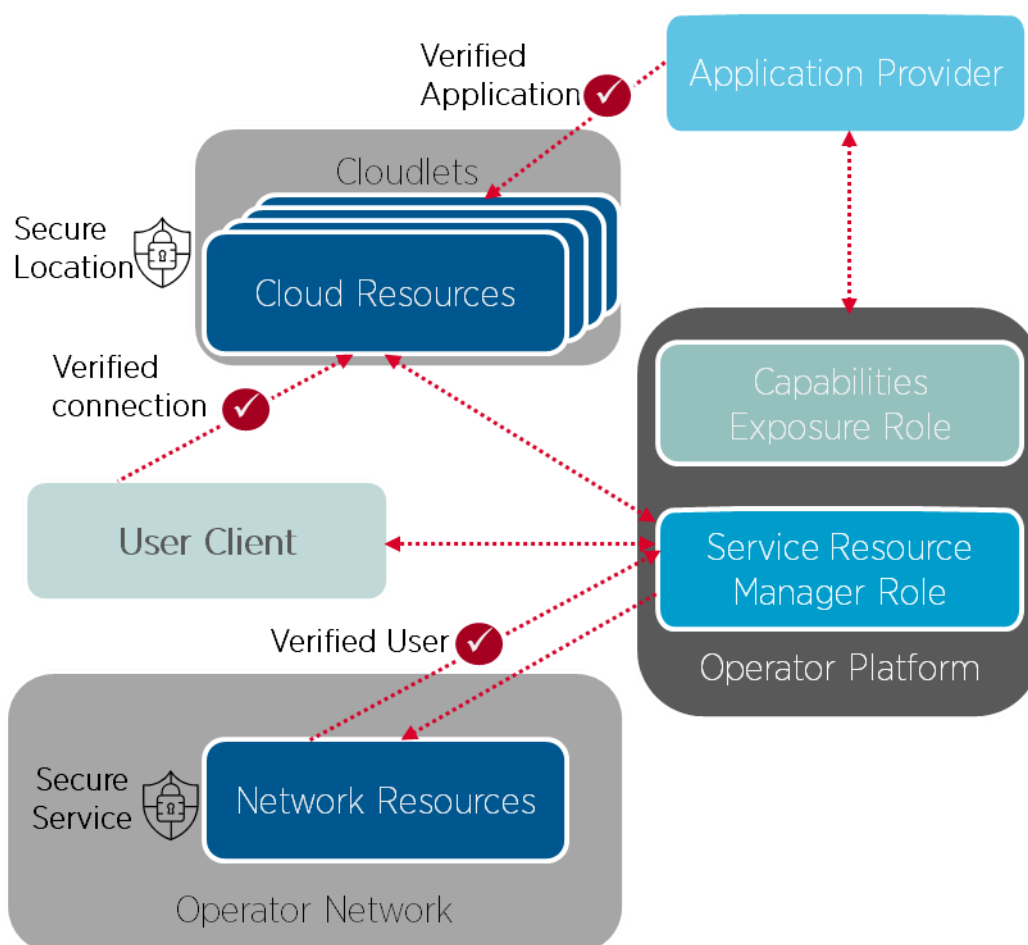 Verified
Application
Application Provider
Cloudlets
Secure
Location
Cloud Resources
Verified
connection
Capabilities
Exposure Role
User Client
Service Resource
Manager Role
Verified User
Operator Platform
Secure
Service
Network Resources
Operator Network